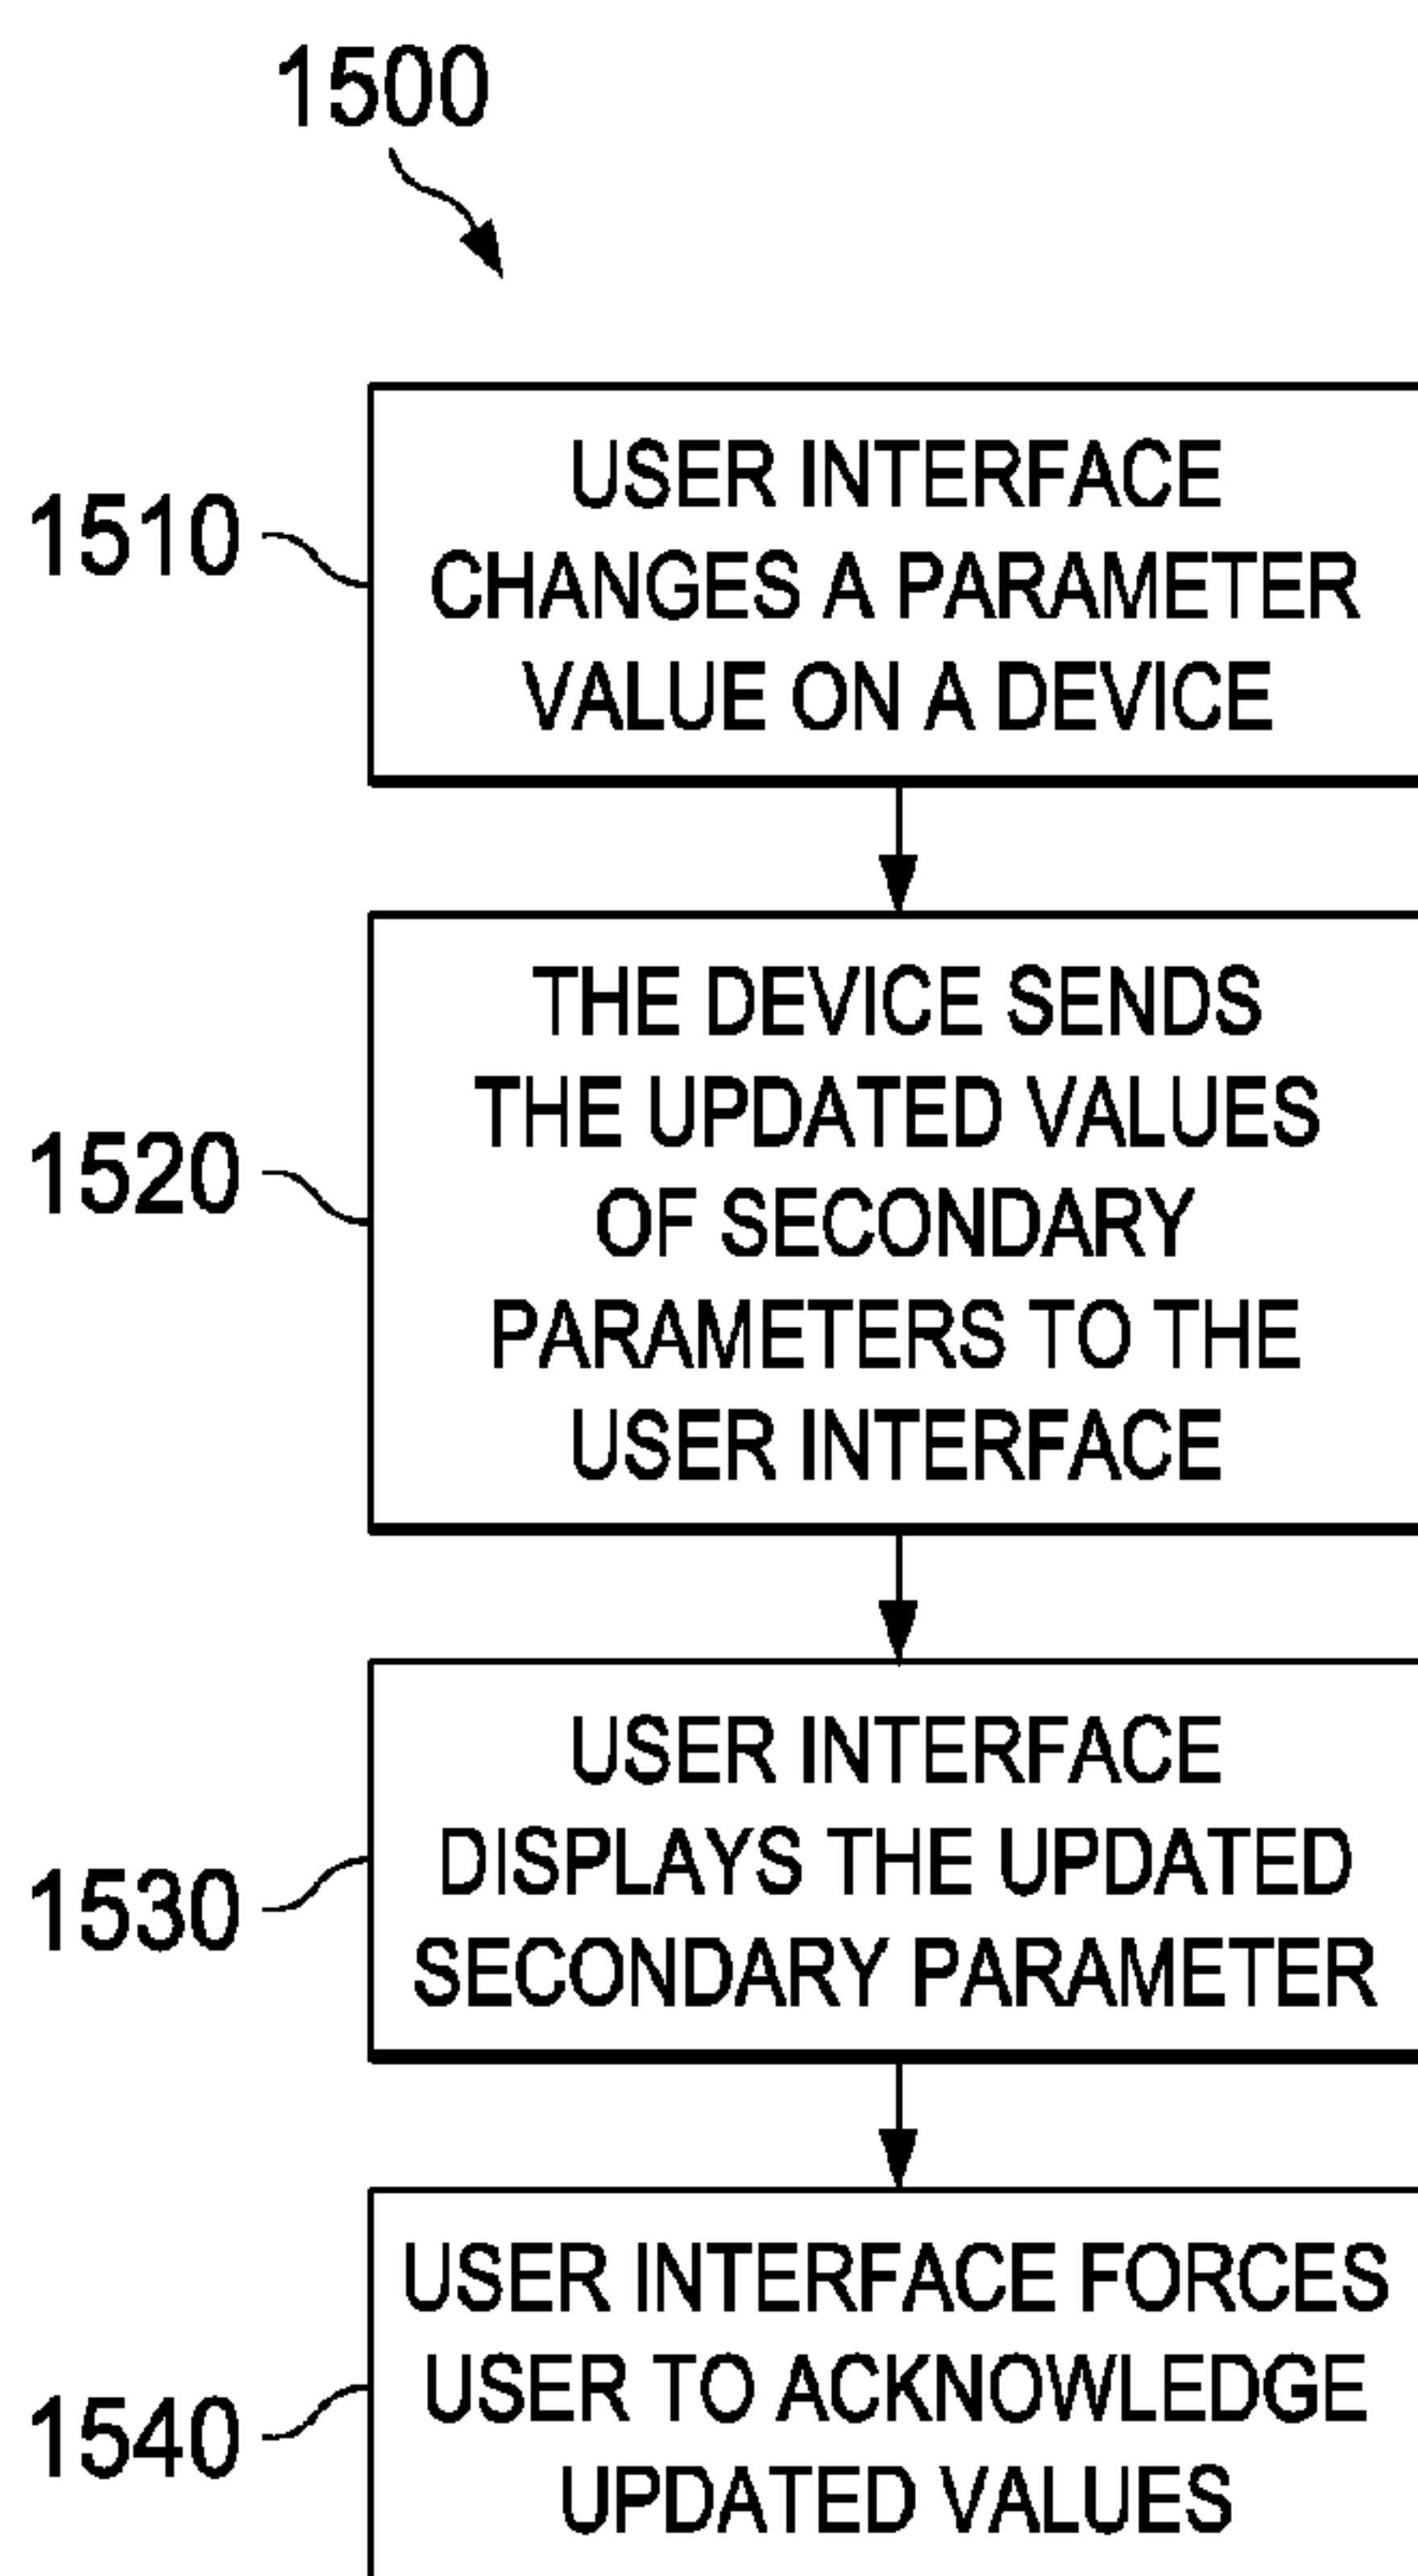 1500
1510
USER INTERFACE
CHANGES A PARAMETER
VALUE ON A DEVICE
1520
THE DEVICE SENDS
THE UPDATED VALUES
OF SECONDARY
PARAMETERS TO THE
USER INTERFACE
1530
USER INTERFACE
DISPLAYS THE UPDATED
SECONDARY PARAMETER
1540
USER INTERFACE FORCES
USER TO ACKNOWLEDGE
UPDATED VALUES